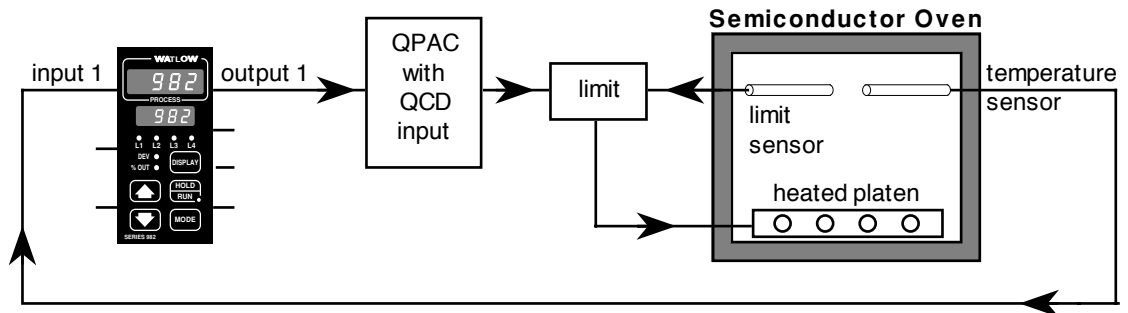 Semiconductor Oven
input 1
WATLOW
982
PROCESS
982
L1 L2 L3 L4
DEV
% OUT
DISPLAY
HOLD
RUN
MODE
SERIES 982
output 1
QPAC
with
QCD
input
limit
limit
sensor
heated platen
temperature
sensor